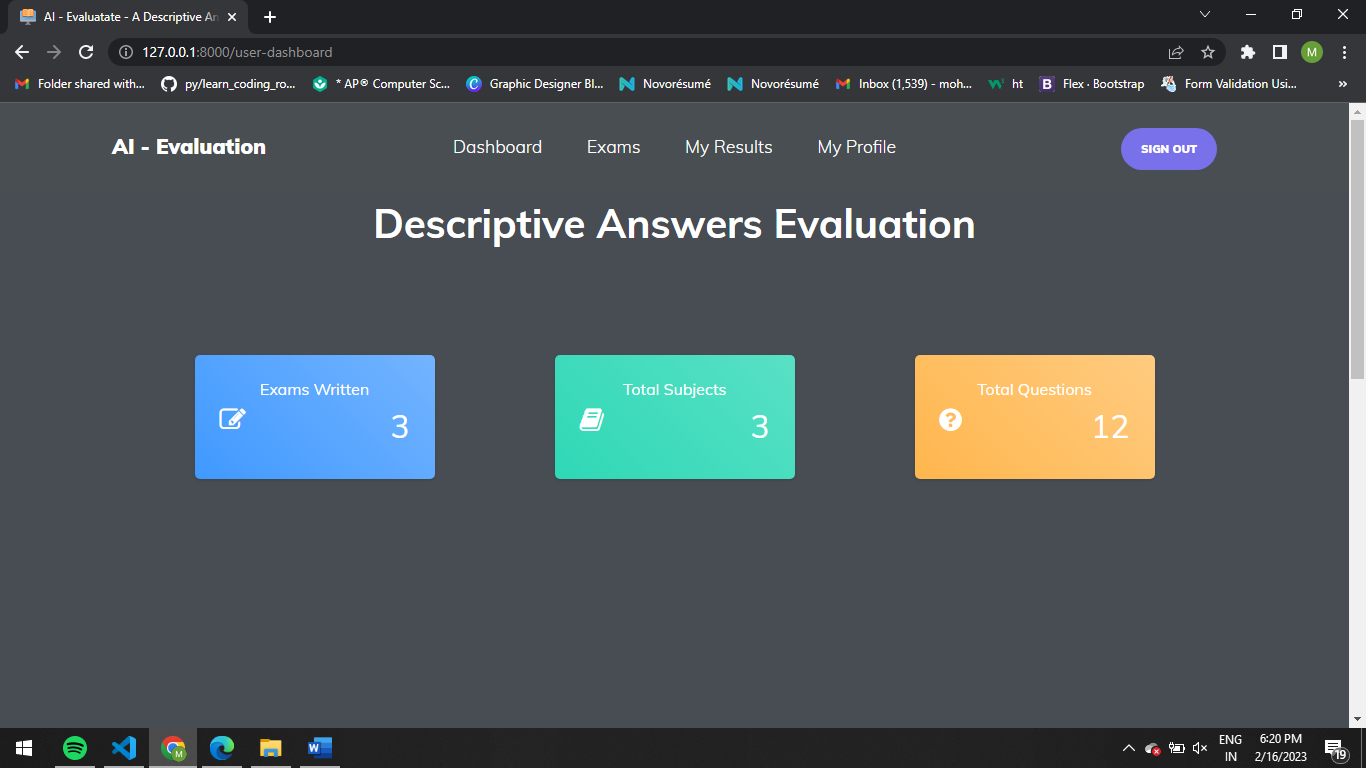 AI - Evaluatate - A Descriptive An
127.0.0.1:8000/user-dashboard
M
Folder shared with...
py/learn_coding_ro...
* AP® Computer Sc...
Graphic Designer Bl...
Novorésumé
Novorésumé
Inbox (1,539) - moh...
ht
Flex · Bootstrap
Form Validation Usi...
»
AI - Evaluation
Dashboard
Exams
My Results
My Profile
SIGN OUT
Descriptive Answers Evaluation
Exams Written
3
Total Subjects
3
Total Questions
12
ENG
IN
6:20 PM
2/16/2023
19